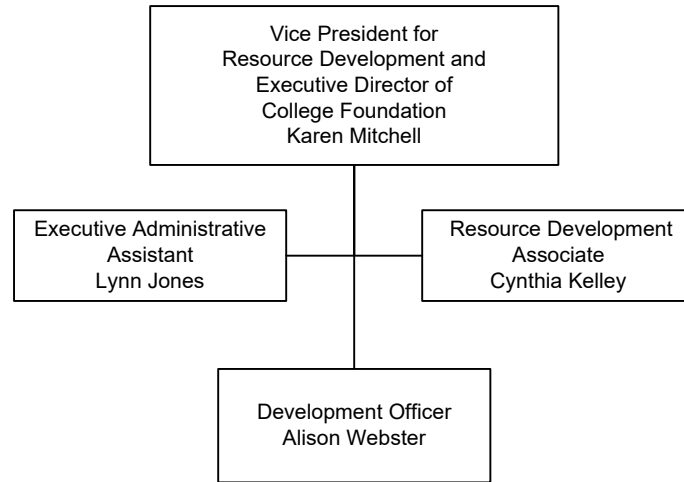 Vice President for
Resource Development and
Executive Director of
College Foundation
Karen Mitchell
Executive Administrative
Assistant
Lynn Jones
Resource Development
Associate
Cynthia Kelley
Development Officer
Alison Webster